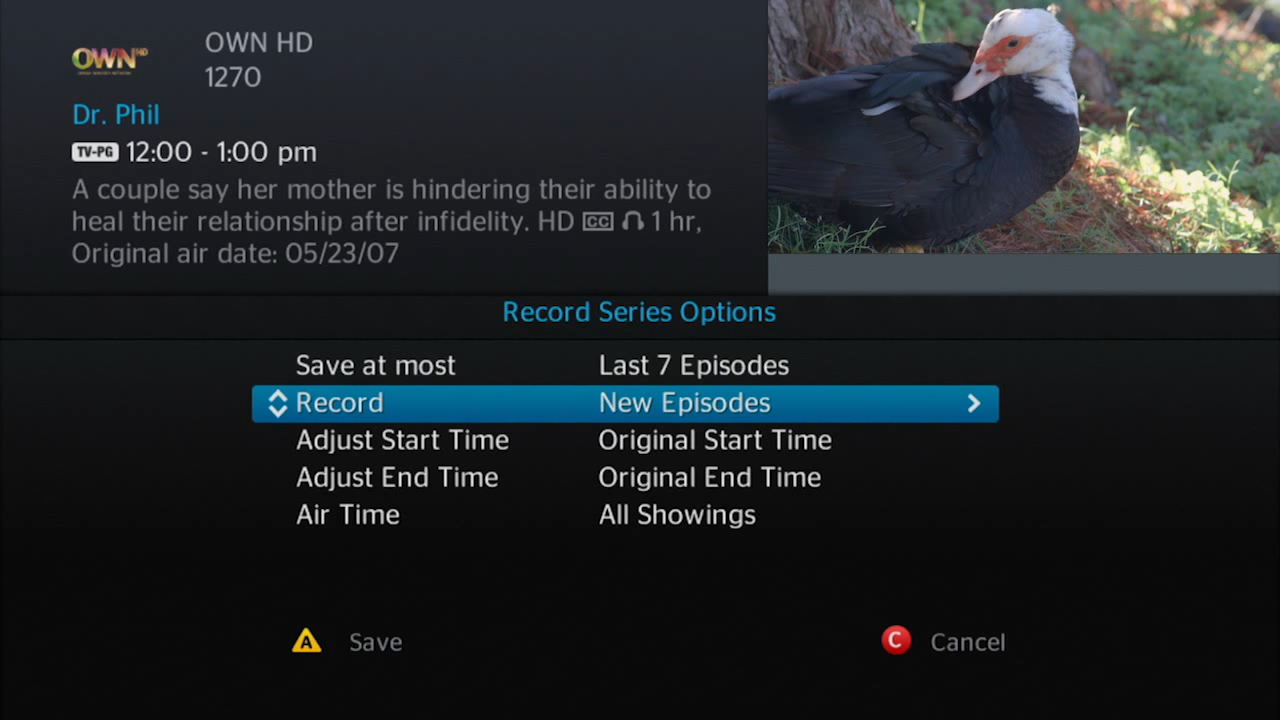 OWN HD
OWN HD
1270
Dr. Phil
TV-PG 12:00 - 1:00 pm
A couple say her mother is hindering their ability to
heal their relationship after infidelity. HD CC 1 hr,
Original air date: 05/23/07
Record Series Options
Save at most Last 7 Episodes
Record New Episodes
Adjust Start Time Original Start Time
Adjust End Time Original End Time
Air Time All Showings
A Save C Cancel